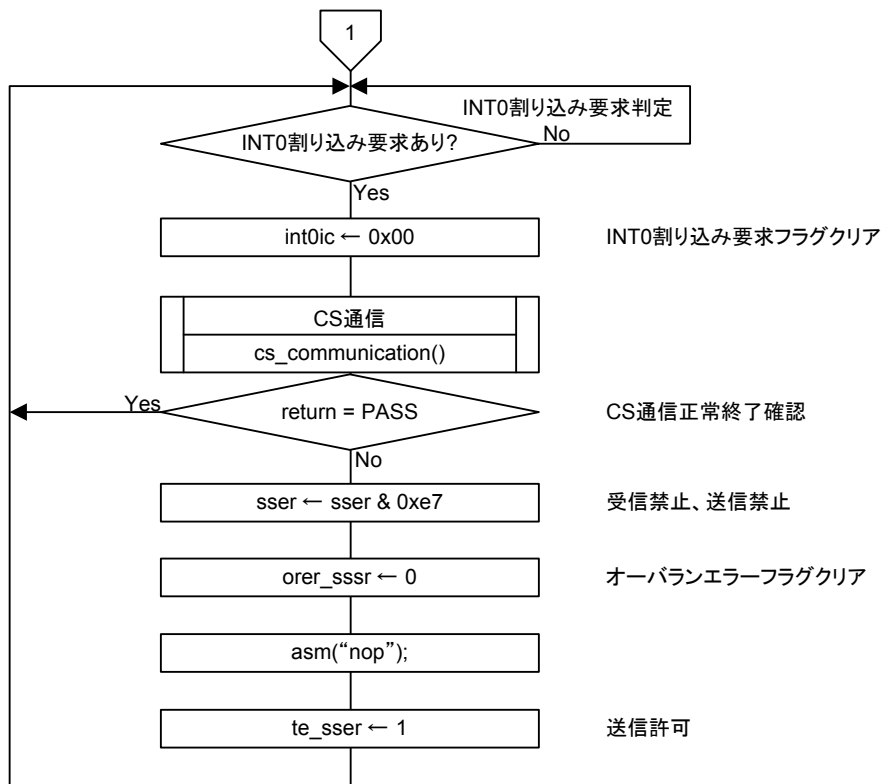 1
INT0割り込み要求判定
INT0割り込み要求あり?
No
Yes
int0ic ← 0x00
INT0割り込み要求フラグクリア
CS通信
cs_communication()
Yes
return = PASS
CS通信正常終了確認
No
sser ← sser & 0xe7
受信禁止、送信禁止
orer_sssr ← 0
オーバランエラーフラグクリア
asm(“nop”);
te_sser ← 1
送信許可